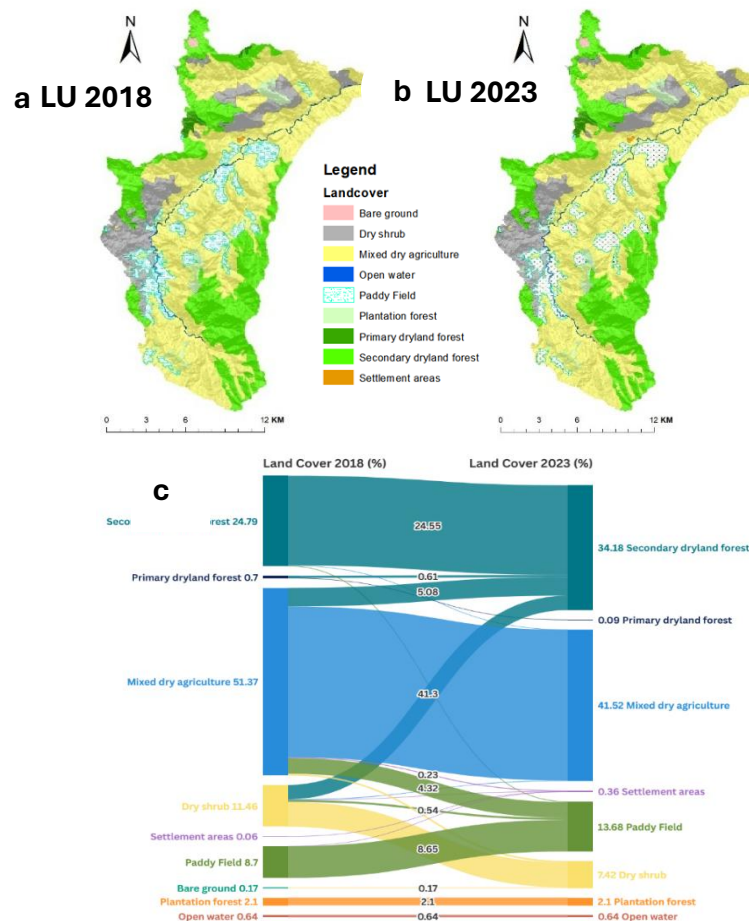 N
N
a LU 2018
b LU 2023
Legend
Landcover
Bare ground
Dry shrub
Mixed dry agriculture
Open water
Paddy Field
Plantation forest
Primary dryland forest
Secondary dryland forest
Settlement areas
0 3 6 12 KM
0 3 6 12 KM
Land Cover 2018 (%)
Land Cover 2023 (%)
c
24.79
24.55
34.18 Secondary dryland forest
Primary dryland forest 0.7
0.61
5.08
0.09 Primary dryland forest
Mixed dry agriculture 51.37
41.3
41.52 Mixed dry agriculture
0.23
4.32
0.36 Settlement areas
Dry shrub 11.46
0.54
Settlement areas 0.06
13.68 Paddy Field
Paddy Field 8.7
8.65
7.42 Dry shrub
Bare ground 0.17
0.17
Plantation forest 2.1
2.1
2.1 Plantation forest
Open water 0.64
0.64
0.64 Open water